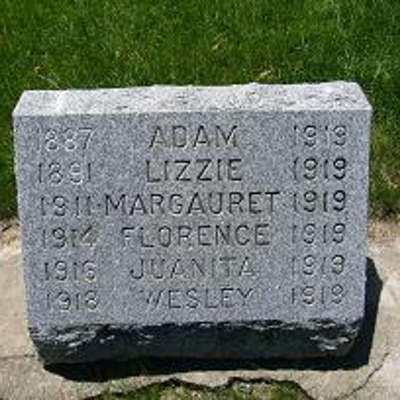 1887 ADAM 1919
1891 LIZZIE 1919
1911 MARGAURET 1919
1914 FLORENCE 1919
1916 JUANITA 1919
1918 WESLEY 1919